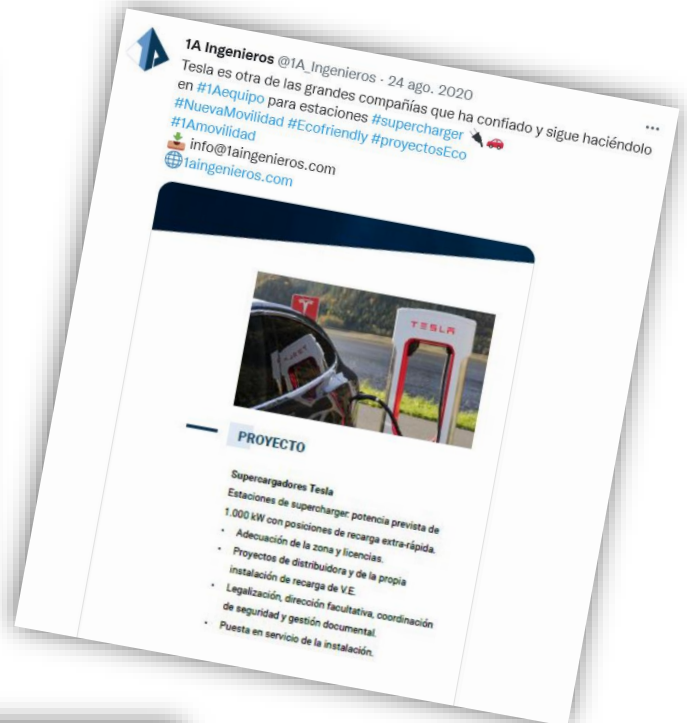 1A Ingenieros @1A_Ingenieros · 24 ago. 2020
Tesla es otra de las grandes compañías que ha confiado y sigue haciéndolo
en #1Aequipo para estaciones #supercharger
#NuevaMovilidad #Ecofriendly #proyectosEco
#1Amovilidad
info@1aingenieros.com
1aingenieros.com
TESLA
PROYECTO
Supercargadores Tesla
Estaciones de supercharger: potencia prevista de
1.000 kW con posiciones de recarga extra-rápida.
• Adecuación de la zona y licencias.
• Proyectos de distribuidora y de la propia
instalación de recarga de V.E.
• Legalización, dirección facultativa, coordinación
de seguridad y gestión documental.
• Puesta en servicio de la instalación.